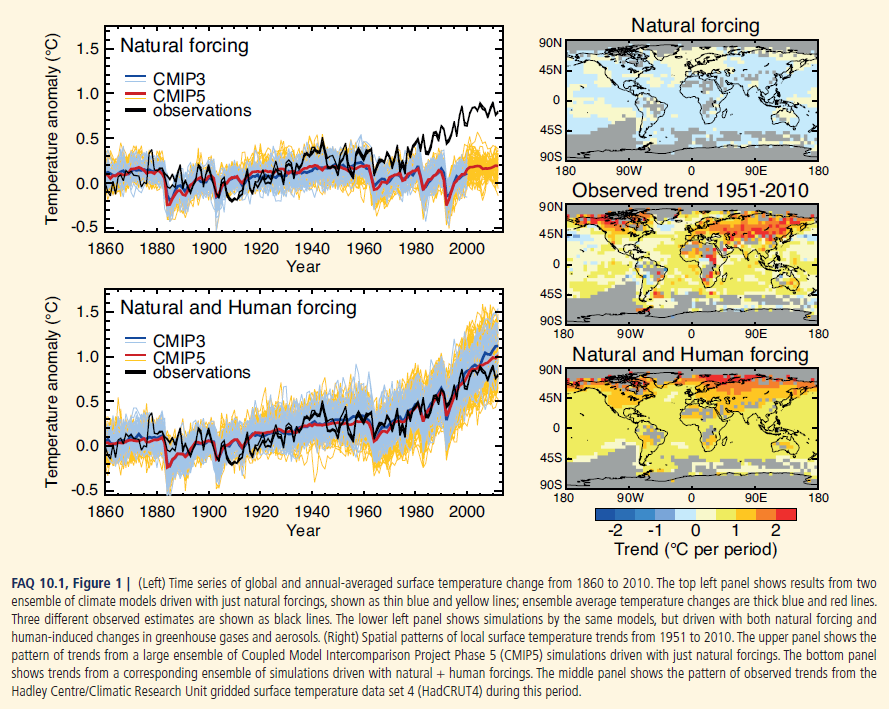 Natural forcing
CMIP3
CMIP5
observations
Temperature anomaly (°C)
1.5
1.0
0.5
0.0
-0.5
1860 1880 1900 1920 1940 1960 1980 2000
Year
Natural and Human forcing
CMIP3
CMIP5
observations
Temperature anomaly (°C)
1.5
1.0
0.5
0.0
-0.5
1860 1880 1900 1920 1940 1960 1980 2000
Year
Natural forcing
90N
45N
0
45S
90S
180 90W 0 90E 180
Observed trend 1951-2010
90N
45N
0
45S
90S
180 90W 0 90E 180
Natural and Human forcing
90N
45N
0
45S
90S
180 90W 0 90E 180
-2 -1 0 1 2
Trend (°C per period)
FAQ 10.1, Figure 1 | (Left) Time series of global and annual-averaged surface temperature change from 1860 to 2010. The top left panel shows results from two
ensemble of climate models driven with just natural forcings, shown as thin blue and yellow lines; ensemble average temperature changes are thick blue and red lines.
Three different observed estimates are shown as black lines. The lower left panel shows simulations by the same models, but driven with both natural forcing and
human-induced changes in greenhouse gases and aerosols. (Right) Spatial patterns of local surface temperature trends from 1951 to 2010. The upper panel shows the
pattern of trends from a large ensemble of Coupled Model Intercomparison Project Phase 5 (CMIP5) simulations driven with just natural forcings. The bottom panel
shows trends from a corresponding ensemble of simulations driven with natural + human forcings. The middle panel shows the pattern of observed trends from the
Hadley Centre/Climatic Research Unit gridded surface temperature data set 4 (HadCRUT4) during this period.